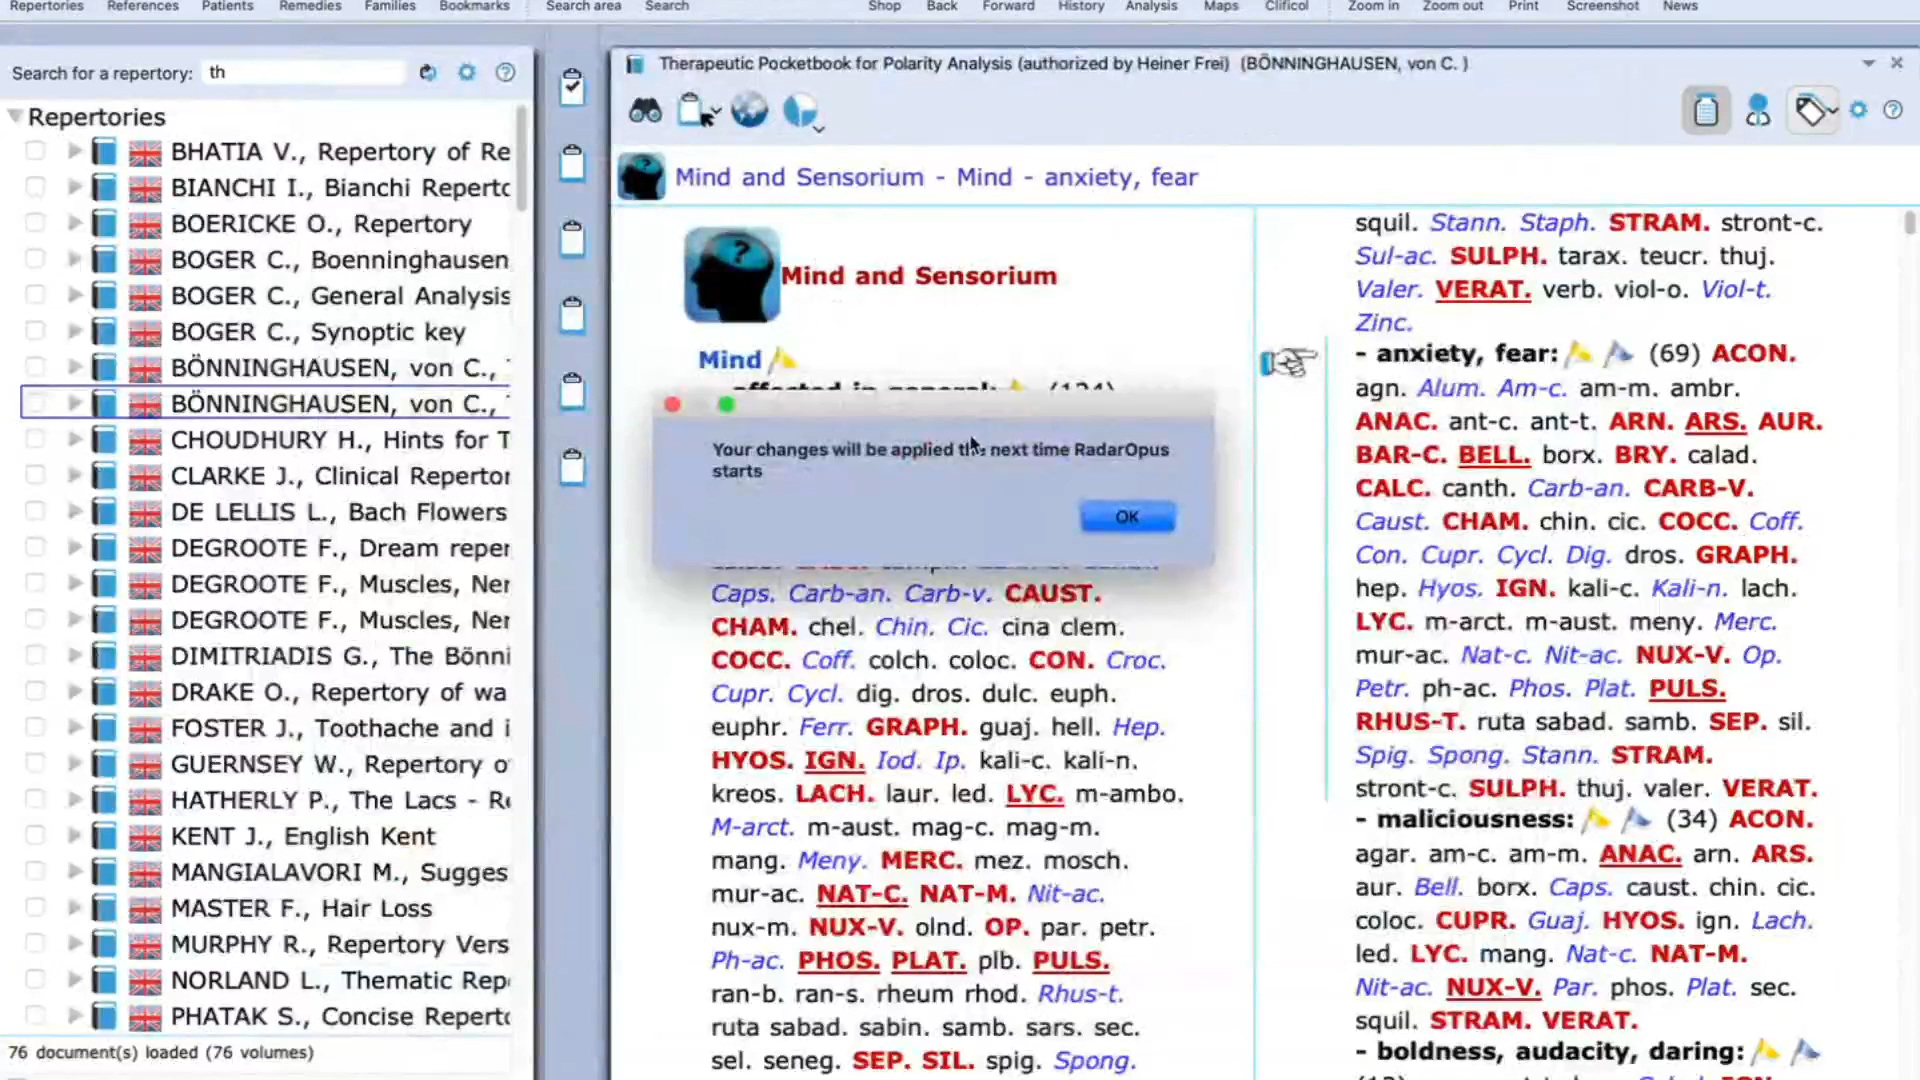 Repertories References Patients Remedies Families Bookmarks Search area Search Shop Back Forward History Analysis Maps Clificol Zoom in Zoom out Print Screenshot News
Search for a repertory: th
Repertories
BHATIA V., Repertory of Re
BIANCHI I., Bianchi Reperto
BOERICKE O., Repertory
BOGER C., Boenninghausen
BOGER C., General Analysis
BOGER C., Synoptic key
BÖNNINGHAUSEN, von C.,
BÖNNINGHAUSEN, von C.,
CHOUDHURY H., Hints for T
CLARKE J., Clinical Repertor
DE LELLIS L., Bach Flowers
DEGROOTE F., Dream reper
DEGROOTE F., Muscles, Ner
DEGROOTE F., Muscles, Ner
DIMITRIADIS G., The Bönni
DRAKE O., Repertory of wa
FOSTER J., Toothache and i
GUERNSEY W., Repertory o
HATHERLY P., The Lacs - Re
KENT J., English Kent
MANGIALAVORI M., Sugges
MASTER F., Hair Loss
MURPHY R., Repertory Vers
NORLAND L., Thematic Rep
PHATAK S., Concise Reperto
76 document(s) loaded (76 volumes)
Therapeutic Pocketbook for Polarity Analysis (authorized by Heiner Frei) (BÖNNINGHAUSEN, von C. )
Mind and Sensorium - Mind - anxiety, fear
Mind and Sensorium
Mind
- affected in general: (124)
Your changes will be applied the next time RadarOpus
starts
OK
Caps. Carb-an. Carb-v. CAUST.
CHAM. chel. Chin. Cic. cina clem.
COCC. Coff. colch. coloc. CON. Croc.
Cupr. Cycl. dig. dros. dulc. euph.
euphr. Ferr. GRAPH. guaj. hell. Hep.
HYOS. IGN. Iod. Ip. kali-c. kali-n.
kreos. LACH. laur. led. LYC. m-ambo.
M-arct. m-aust. mag-c. mag-m.
mang. Meny. MERC. mez. mosch.
mur-ac. NAT-C. NAT-M. Nit-ac.
nux-m. NUX-V. olnd. OP. par. petr.
Ph-ac. PHOS. PLAT. plb. PULS.
ran-b. ran-s. rheum rhod. Rhus-t.
ruta sabad. sabin. samb. sars. sec.
sel. seneg. SEP. SIL. spig. Spong.
squil. Stann. Staph. STRAM. stront-c.
Sul-ac. SULPH. tarax. teucr. thuj.
Valer. VERAT. verb. viol-o. Viol-t.
Zinc.
- anxiety, fear: (69) ACON.
agn. Alum. Am-c. am-m. ambr.
ANAC. ant-c. ant-t. ARN. ARS. AUR.
BAR-C. BELL. borx. BRY. calad.
CALC. canth. Carb-an. CARB-V.
Caust. CHAM. chin. cic. COCC. Coff.
Con. Cupr. Cycl. Dig. dros. GRAPH.
hep. Hyos. IGN. kali-c. Kali-n. lach.
LYC. m-arct. m-aust. meny. Merc.
mur-ac. Nat-c. Nit-ac. NUX-V. Op.
Petr. ph-ac. Phos. Plat. PULS.
RHUS-T. ruta sabad. samb. SEP. sil.
Spig. Spong. Stann. STRAM.
stront-c. SULPH. thuj. valer. VERAT.
- maliciousness: (34) ACON.
agar. am-c. am-m. ANAC. arn. ARS.
aur. Bell. borx. Caps. caust. chin. cic.
coloc. CUPR. Guaj. HYOS. ign. Lach.
led. LYC. mang. Nat-c. NAT-M.
Nit-ac. NUX-V. Par. phos. Plat. sec.
squil. STRAM. VERAT.
- boldness, audacity, daring: